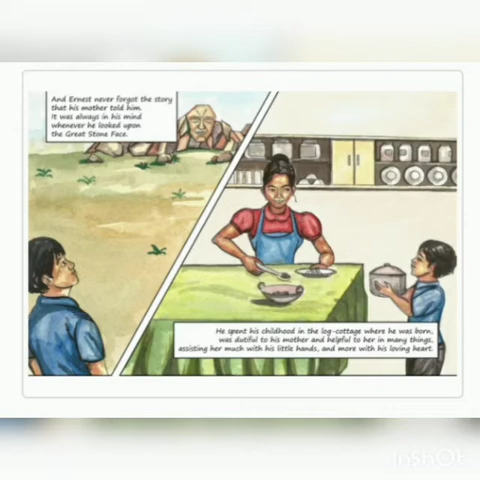 And Ernest never forgot the story
that his mother told him.
It was always in his mind
whenever he looked upon
the Great Stone Face.
He spent his childhood in the log-cottage where he was born,
was dutiful to his mother and helpful to her in many things,
assisting her much with his little hands, and more with his loving heart.
InShOt